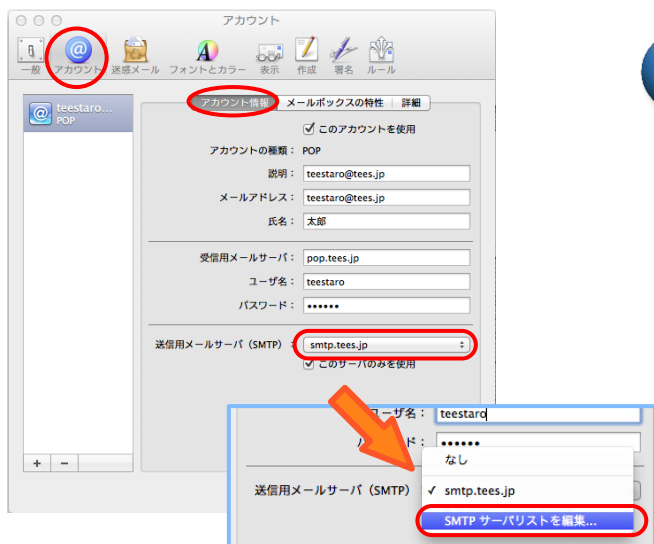 アカウント
一般 アカウント 迷惑メール フォントとカラー 表示 作成 署名 ルール
teestaro...
POP
アカウント情報 メールボックスの特性 詳細
このアカウントを使用
アカウントの種類： POP
説明： teestaro@tees.jp
メールアドレス： teestaro@tees.jp
氏名： 太郎
受信用メールサーバ： pop.tees.jp
ユーザ名： teestaro
パスワード： ••••••
送信用メールサーバ（SMTP）： smtp.tees.jp
このサーバのみを使用
ーザ名： teestaro
ド： ••••••
なし
送信用メールサーバ（SMTP） ✓ smtp.tees.jp
SMTP サーバリストを編集...